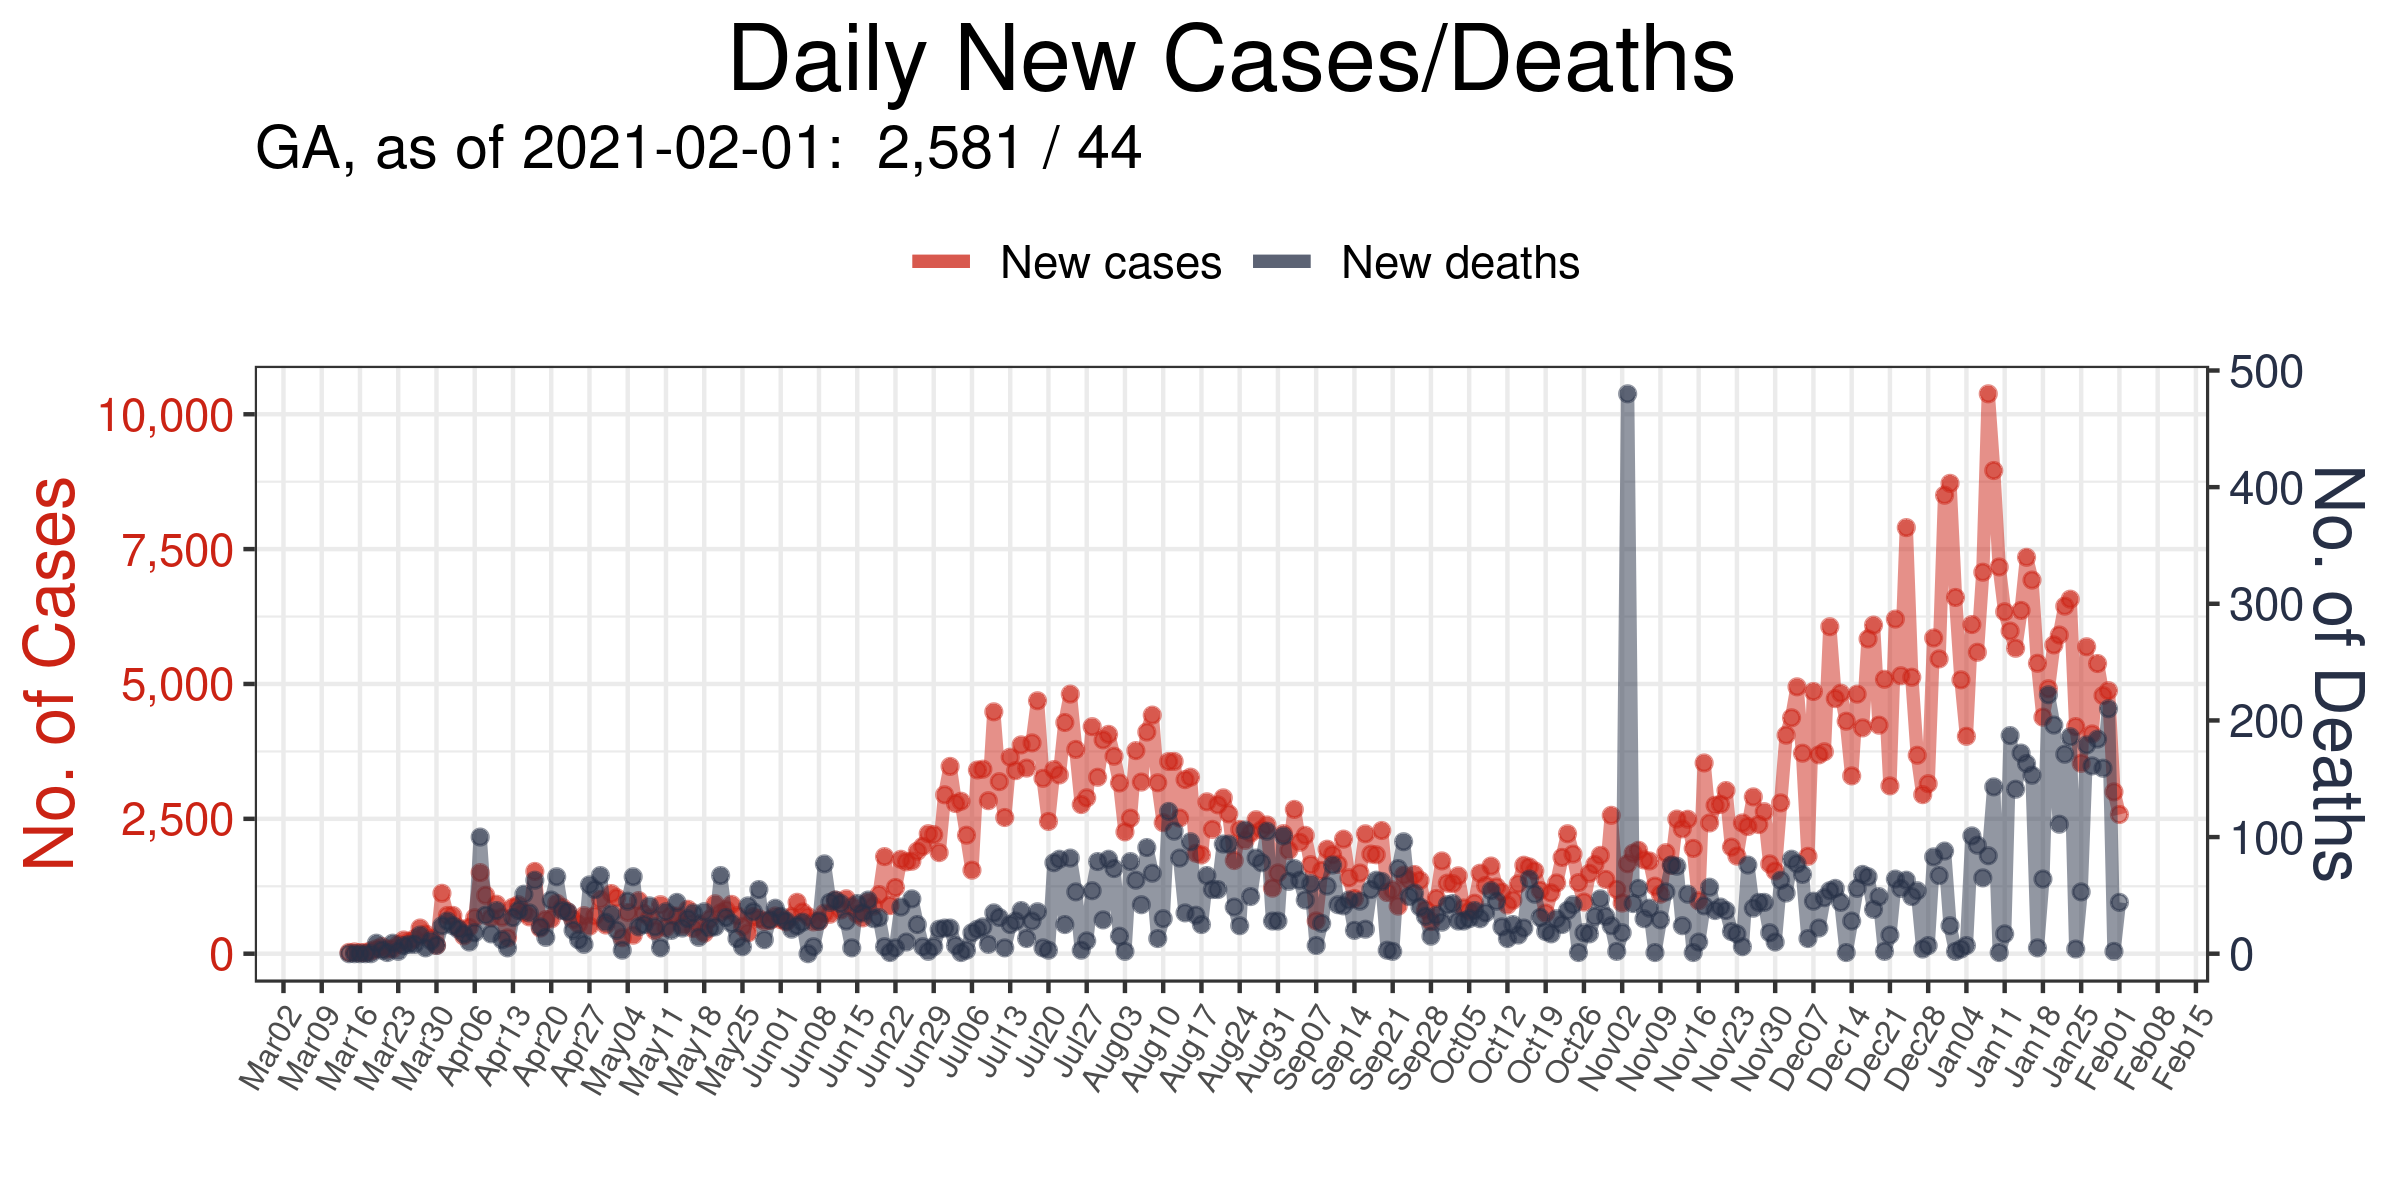 Daily New Cases/Deaths
GA, as of 2021-02-01: 2,581 / 44
New cases
New deaths
No. of Cases
10,000
7,500
5,000
2,500
0
500
400
300
200
100
0
No. of Deaths
Mar02
Mar09
Mar16
Mar23
Mar30
Apr06
Apr13
Apr20
Apr27
May04
May11
May18
May25
Jun01
Jun08
Jun15
Jun22
Jun29
Jul06
Jul13
Jul20
Jul27
Aug03
Aug10
Aug17
Aug24
Aug31
Sep07
Sep14
Sep21
Sep28
Oct05
Oct12
Oct19
Oct26
Nov02
Nov09
Nov16
Nov23
Nov30
Dec07
Dec14
Dec21
Dec28
Jan04
Jan11
Jan18
Jan25
Feb01
Feb08
Feb15